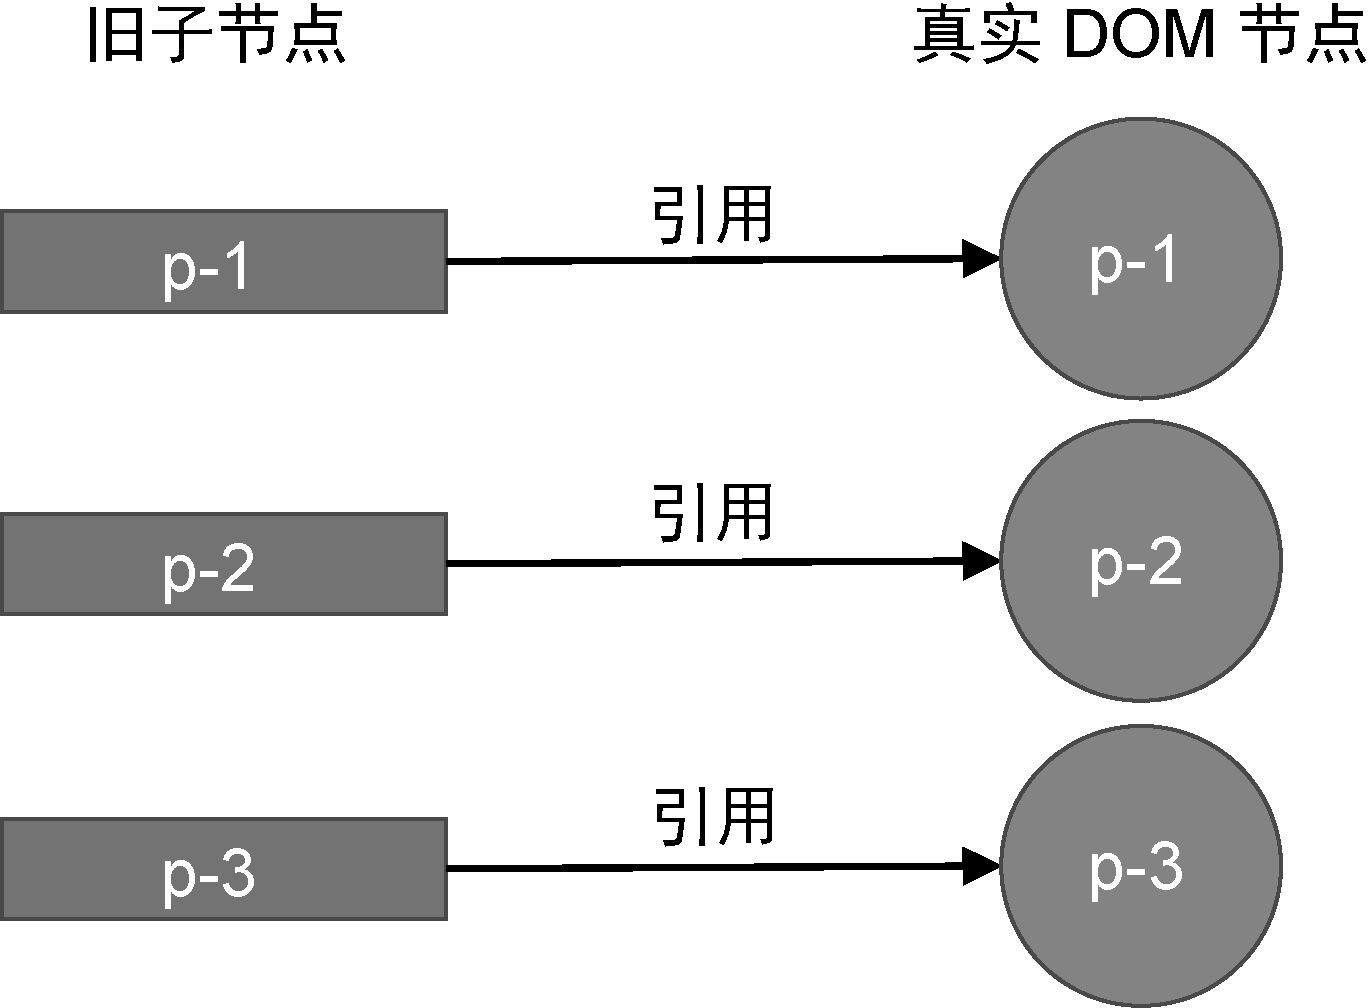 旧子节点 真实 DOM 节点
引用
p-1 p-1
引用
p-2 p-2
引用
p-3 p-3